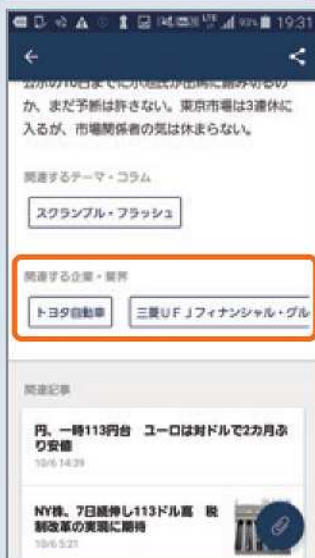 19:31
か、まだ予断は許さない。東京市場は3連休に
入るが、市場関係者の気は休まらない。
関連するテーマ・コラム
スクランブル・フラッシュ
関連する企業・業界
トヨタ自動車
三菱UFJフィナンシャル・グル
関連記事
円、一時113円台 ユーロは対ドルで2カ月ぶ
り安値
10/6 14:39
NY株、7日続伸し113ドル高 税
制改革の実現に期待
10/6 5:21